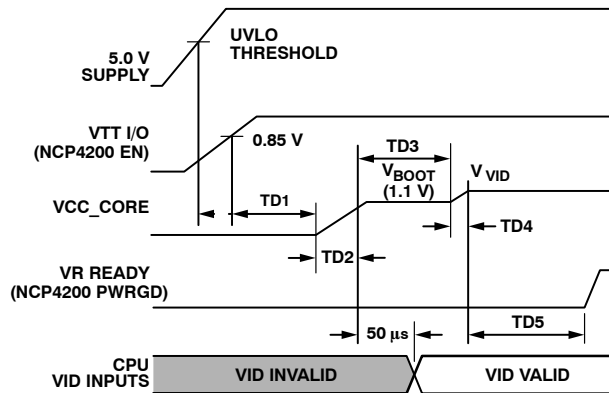 UVLO
THRESHOLD
5.0 V
SUPPLY
VTT I/O
(NCP4200 EN)
0.85 V
TD3
VBOOT
(1.1 V)
VVID
VCC_CORE
TD1
TD4
TD2
VR READY
(NCP4200 PWRGD)
TD5
50 μs
CPU
VID INPUTS
VID INVALID
VID VALID